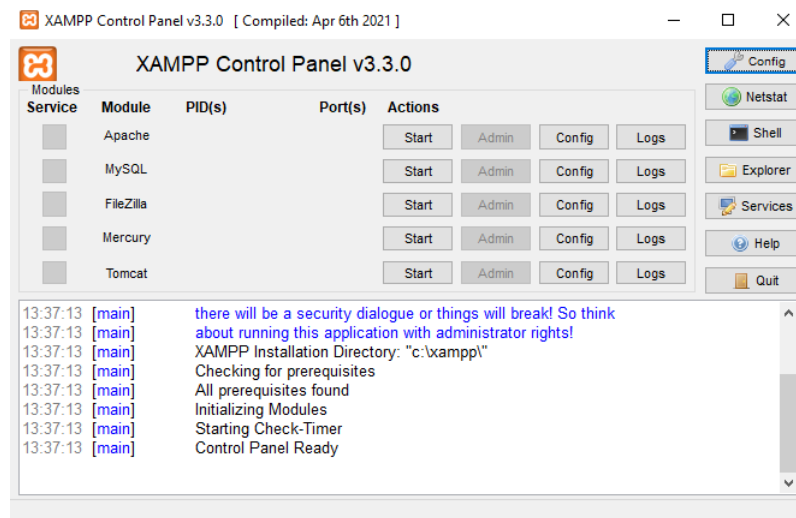 XAMPP Control Panel v3.3.0 [ Compiled: Apr 6th 2021 ]
XAMPP Control Panel v3.3.0
Config
Modules
Service Module PID(s) Port(s) Actions
Netstat
Apache Start Admin Config Logs
Shell
MySQL Start Admin Config Logs
Explorer
FileZilla Start Admin Config Logs
Services
Mercury Start Admin Config Logs
Help
Tomcat Start Admin Config Logs
Quit
13:37:13 [main] there will be a security dialogue or things will break! So think
13:37:13 [main] about running this application with administrator rights!
13:37:13 [main] XAMPP Installation Directory: "c:\xampp\"
13:37:13 [main] Checking for prerequisites
13:37:13 [main] All prerequisites found
13:37:13 [main] Initializing Modules
13:37:13 [main] Starting Check-Timer
13:37:13 [main] Control Panel Ready